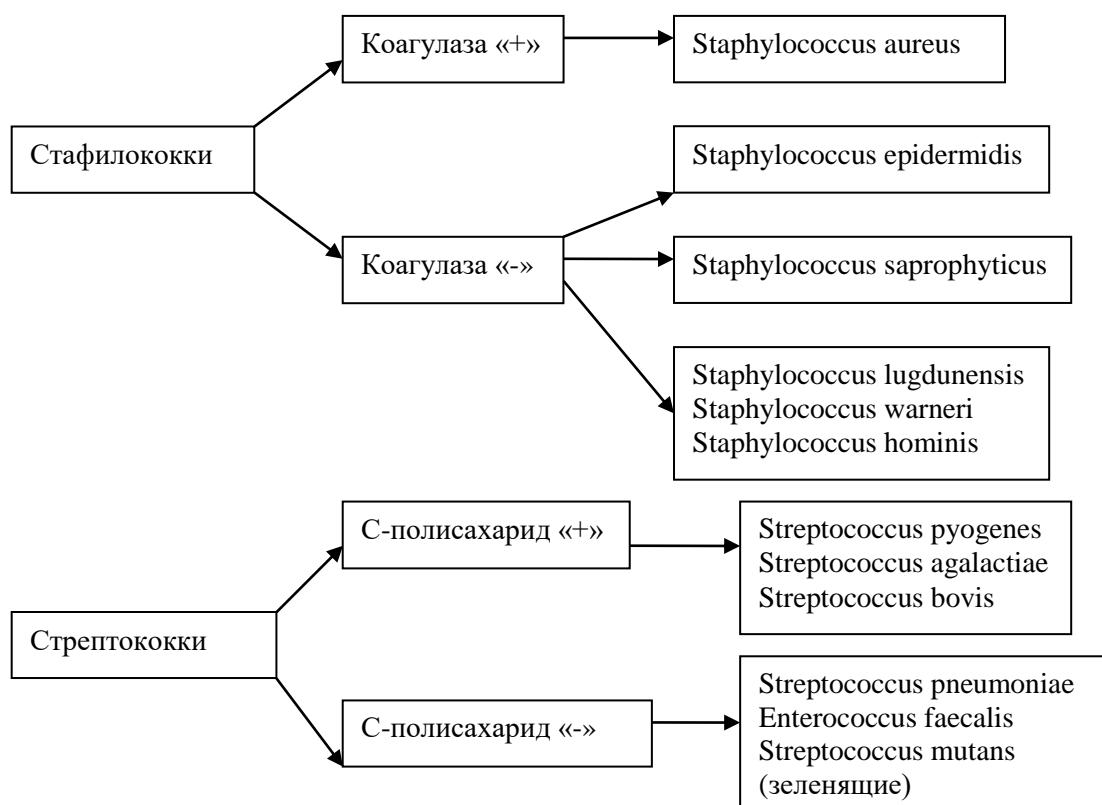 Коагулаза «+»
Staphylococcus aureus
Стафилококки
Staphylococcus epidermidis
Коагулаза «-»
Staphylococcus saprophyticus
Staphylococcus lugdunensis
Staphylococcus warneri
Staphylococcus hominis
С-полисахарид «+»
Streptococcus pyogenes
Streptococcus agalactiae
Streptococcus bovis
Стрептококки
С-полисахарид «-»
Streptococcus pneumoniae
Enterococcus faecalis
Streptococcus mutans
(зеленящие)